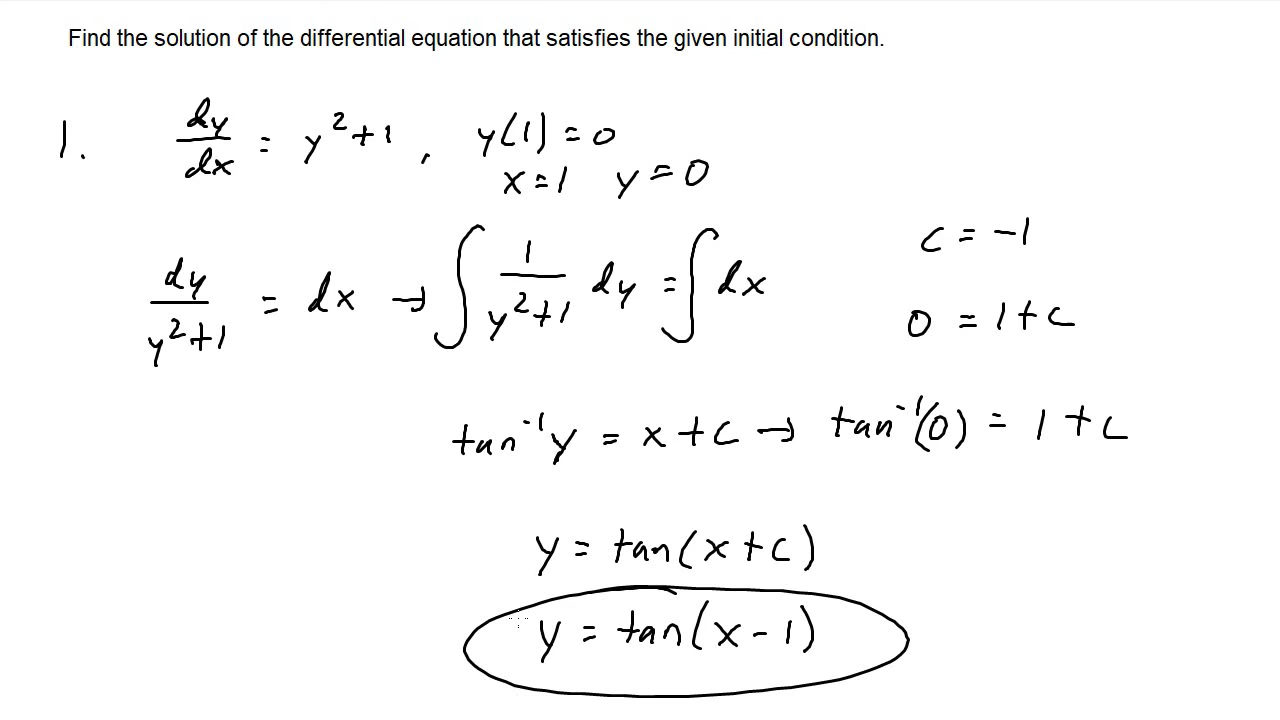 Find the solution of the differential equation that satisfies the given initial condition.
1. dy/dx = y²+1, y(1)=0
x=1 y=0
dy/(y²+1) = dx → ∫ 1/(y²+1) dy = ∫ dx
c = -1
0 = 1+c
tan⁻¹y = x+c → tan⁻¹(0) = 1+c
y = tan(x+c)
y = tan(x-1)